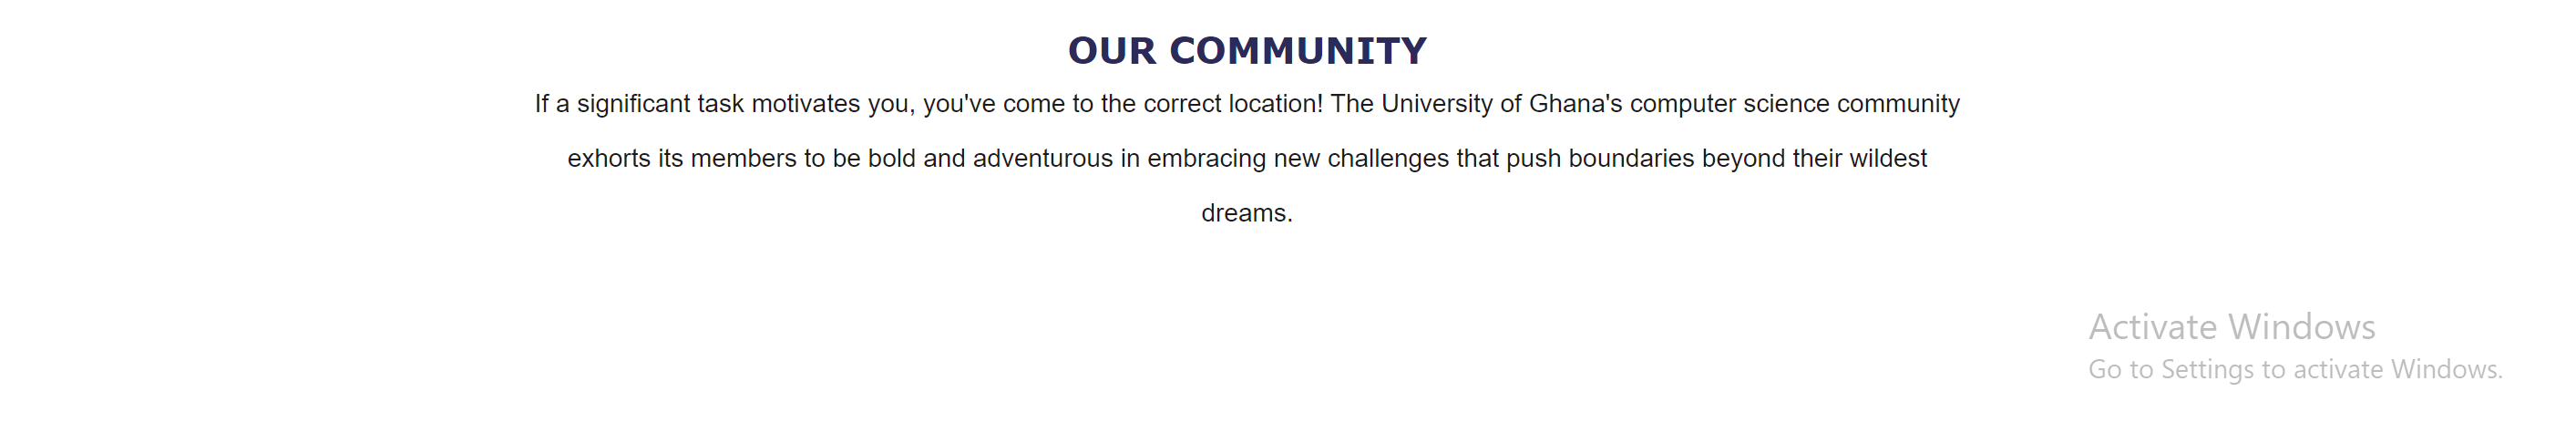 OUR COMMUNITY
If a significant task motivates you, you've come to the correct location! The University of Ghana's computer science community
exhorts its members to be bold and adventurous in embracing new challenges that push boundaries beyond their wildest
dreams.
Activate Windows
Go to Settings to activate Windows.